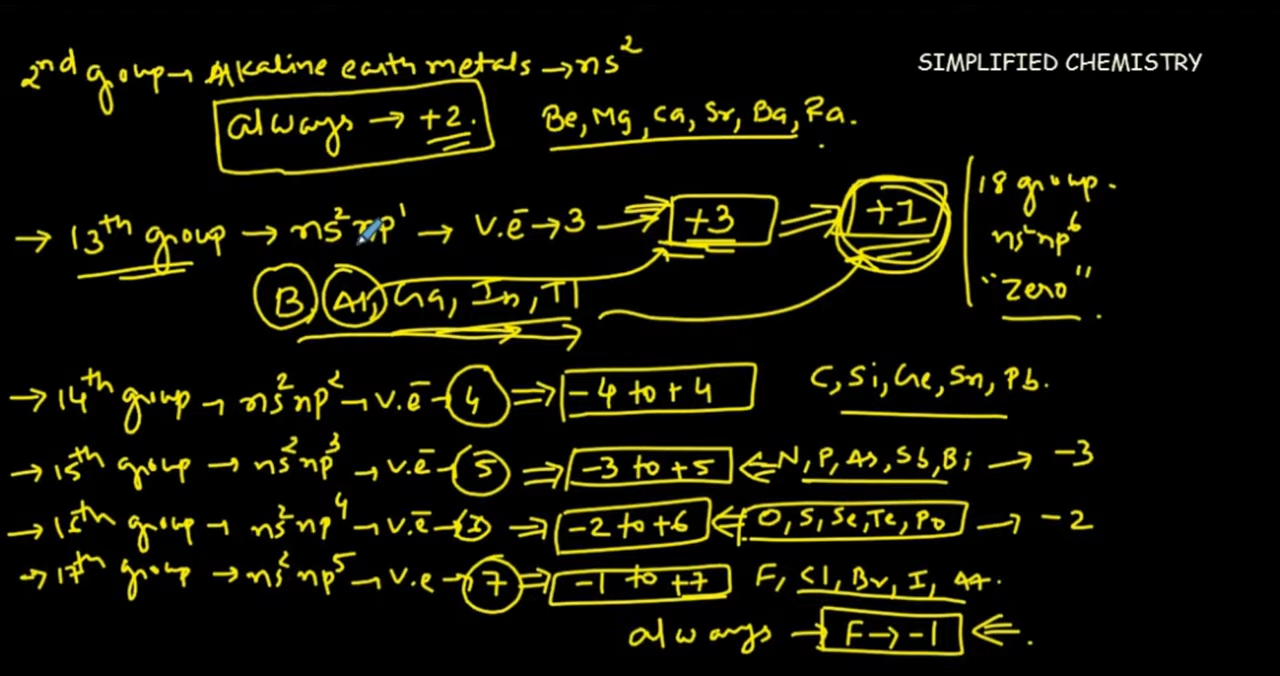 2nd group → Alkaline earth metals → ns²
SIMPLIFIED CHEMISTRY
always → +2.
Be, Mg, Ca, Sr, Ba, Ra.
→ 13th group → ns² np¹ → v.e⁻ → 3 → +3 ⇒ +1
18 group.
ns² np⁶
"Zero"
B, Al, Ga, In, Tl
→ 14th group → ns² np² → v.e⁻ → 4 ⇒ -4 to +4 C, Si, Ge, Sn, Pb.
→ 15th group → ns² np³ → v.e⁻ → 5 ⇒ -3 to +5 ⇐ N, P, As, Sb, Bi → -3
→ group → ns² np⁴ → v.e⁻ → ⇒ -2 to +6 ⇐ O, S, Se, Te, Po → -2
→ 17th group → ns² np⁵ → v.e → 7 ⇒ -1 to +7 F, Cl, Br, I, At.
always → F → -1 ⇐.